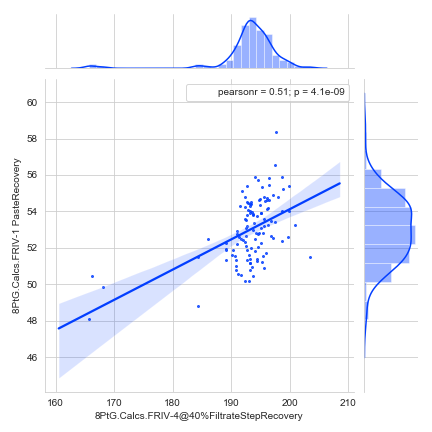 pearsonr = 0.51; p = 4.1e-09
60
58
56
54
52
50
48
46
8PtG.Calcs.FRIV-1 PasteRecovery
160 170 180 190 200 210
8PtG.Calcs.FRIV-4@40%FiltrateStepRecovery